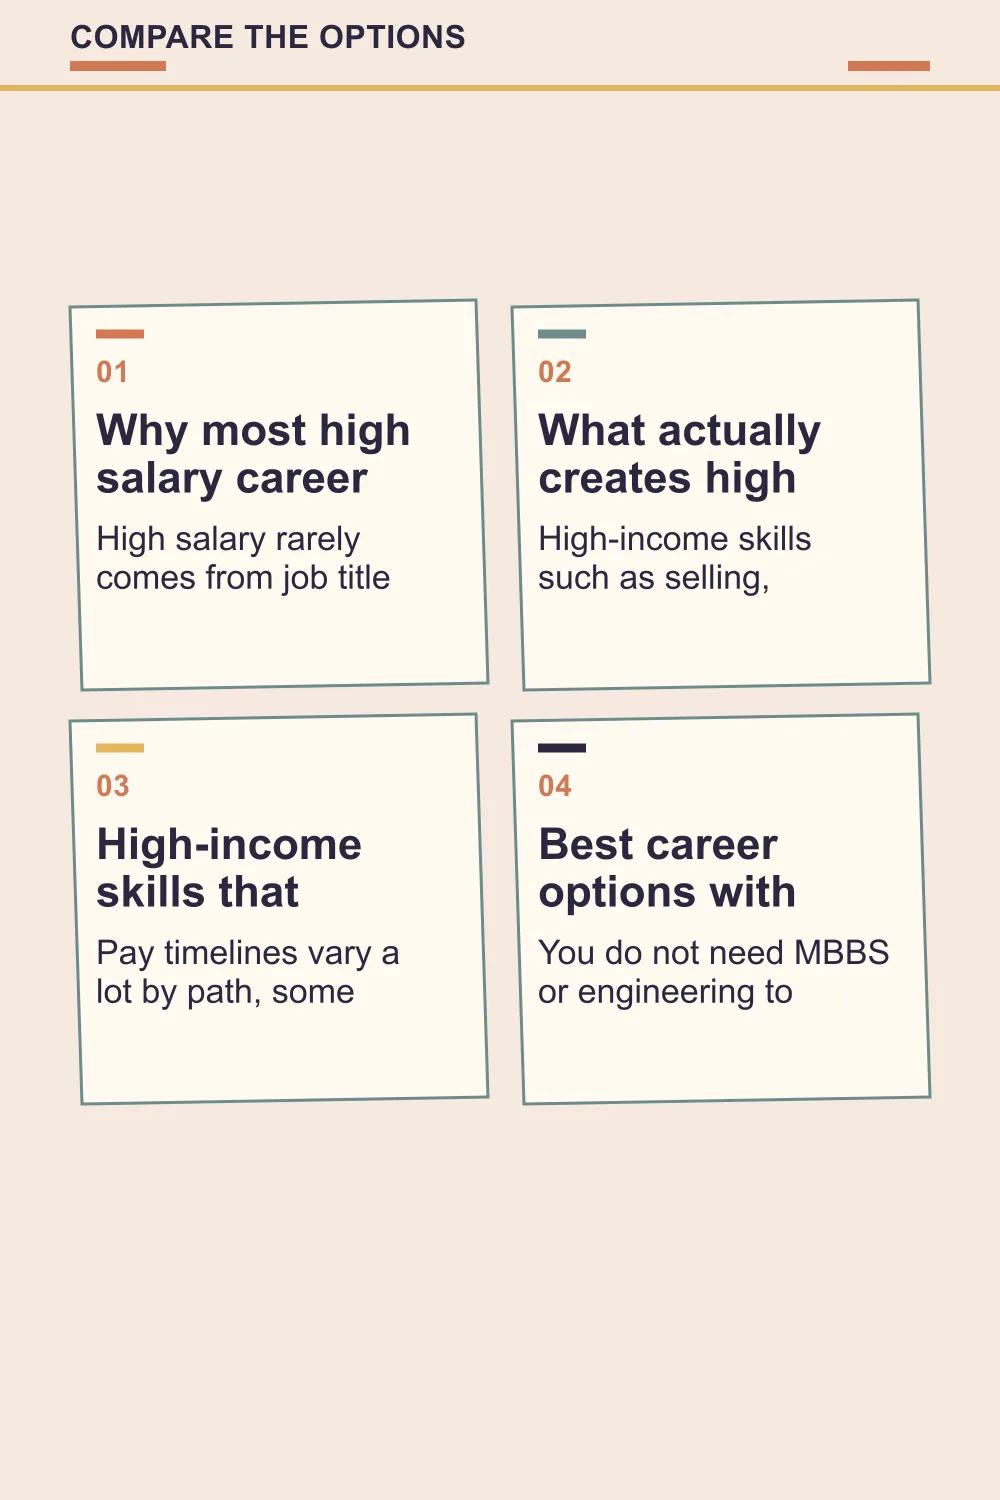 COMPARE THE OPTIONS
01
Why most high
salary career
High salary rarely
comes from job title
02
What actually
creates high
High-income skills
such as selling,
03
High-income
skills that
Pay timelines vary a
lot by path, some
04
Best career
options with
You do not need MBBS
or engineering to